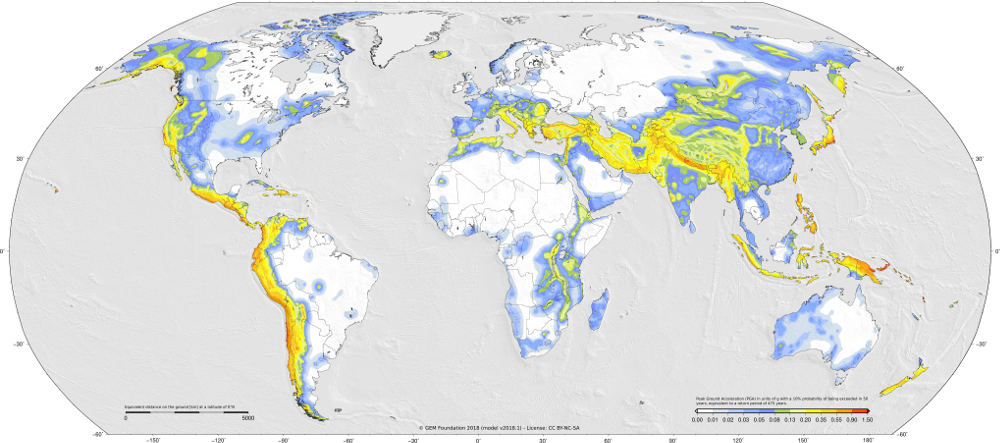 60°
60°
30°
30°
0°
0°
-30°
-30°
-60°
-60°
Equivalent distance on the ground [km] at a latitude of 0°N
0
5000
Peak Ground Acceleration (PGA) in units of g with a 10% probability of being exceeded in 50
years, equivalent to a return period of 475 years.
0.00 0.01 0.02 0.03 0.05 0.08 0.13 0.20 0.35 0.55 0.90 1.50
© GEM Foundation 2018 (model v2018.1) - License: CC BY-NC-SA
-150° -120° -90° -60° -30° 0° 30° 60° 90° 120° 150° 180°